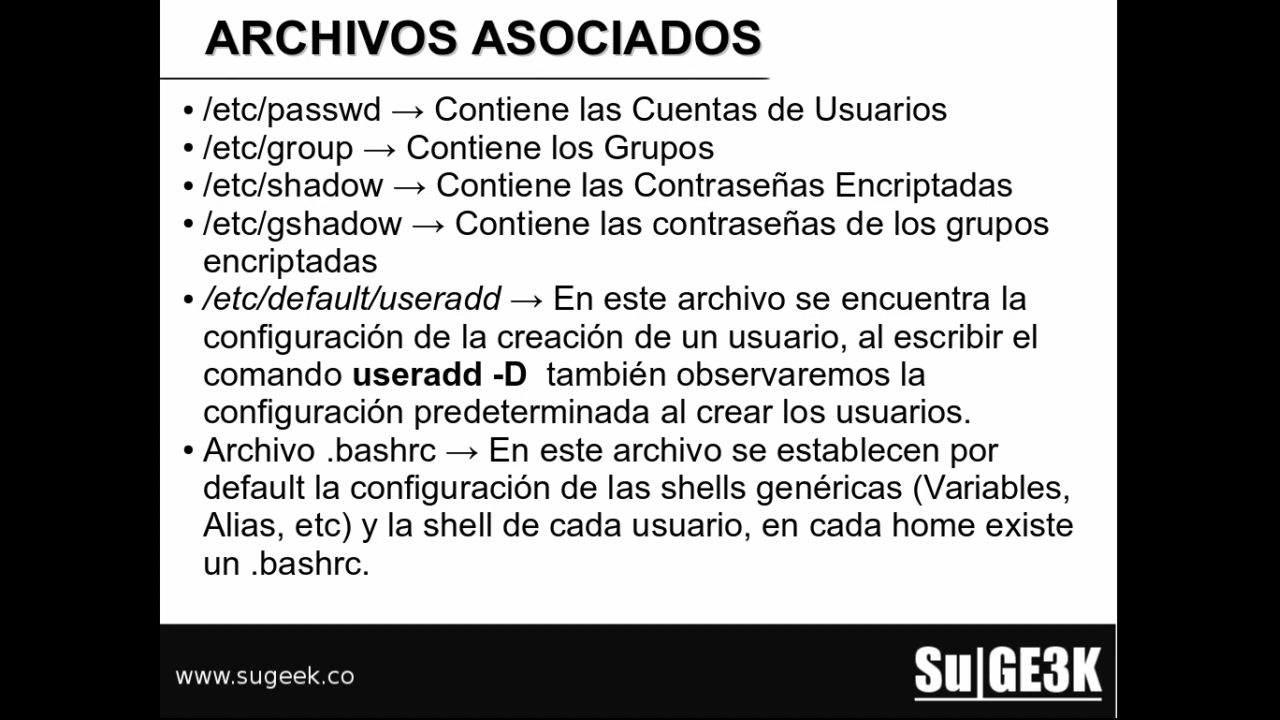 ARCHIVOS ASOCIADOS
• /etc/passwd → Contiene las Cuentas de Usuarios
• /etc/group → Contiene los Grupos
• /etc/shadow → Contiene las Contraseñas Encriptadas
• /etc/gshadow → Contiene las contraseñas de los grupos
encriptadas
• /etc/default/useradd → En este archivo se encuentra la
configuración de la creación de un usuario, al escribir el
comando useradd -D  también observaremos la
configuración predeterminada al crear los usuarios.
• Archivo .bashrc → En este archivo se establecen por
default la configuración de las shells genéricas (Variables,
Alias, etc) y la shell de cada usuario, en cada home existe
un .bashrc.
www.sugeek.co
Su|GE3K